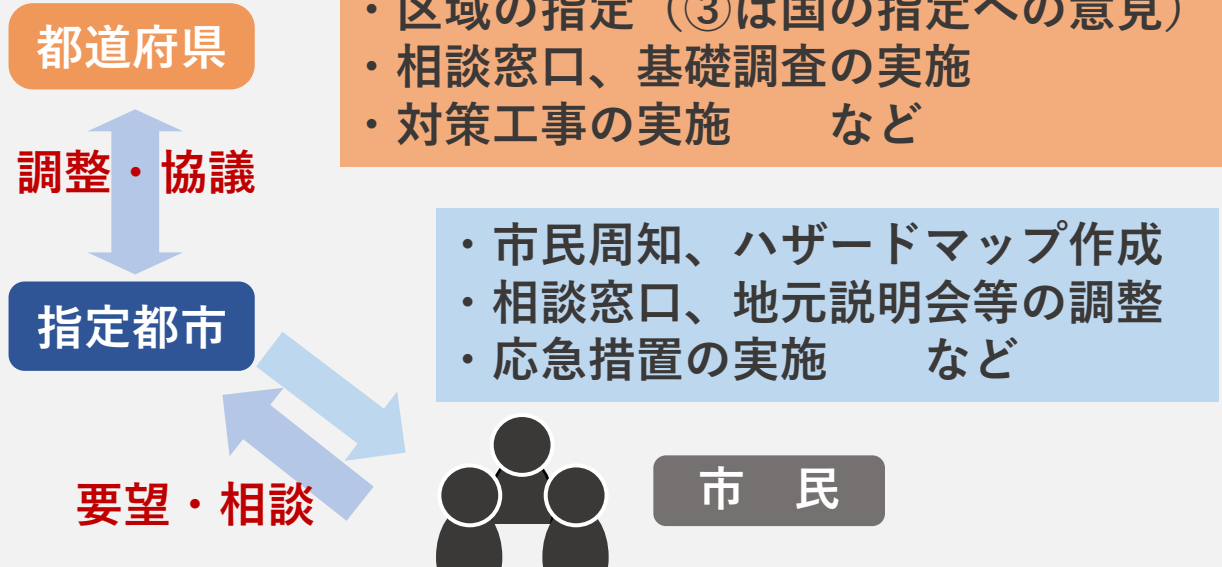 ・区域の指定（③は国の指定への意見）
都道府県
・相談窓口、基礎調査の実施
・対策工事の実施　　など
調整・協議
・市民周知、ハザードマップ作成
・相談窓口、地元説明会等の調整
指定都市
・応急措置の実施　　など
市　民
要望・相談